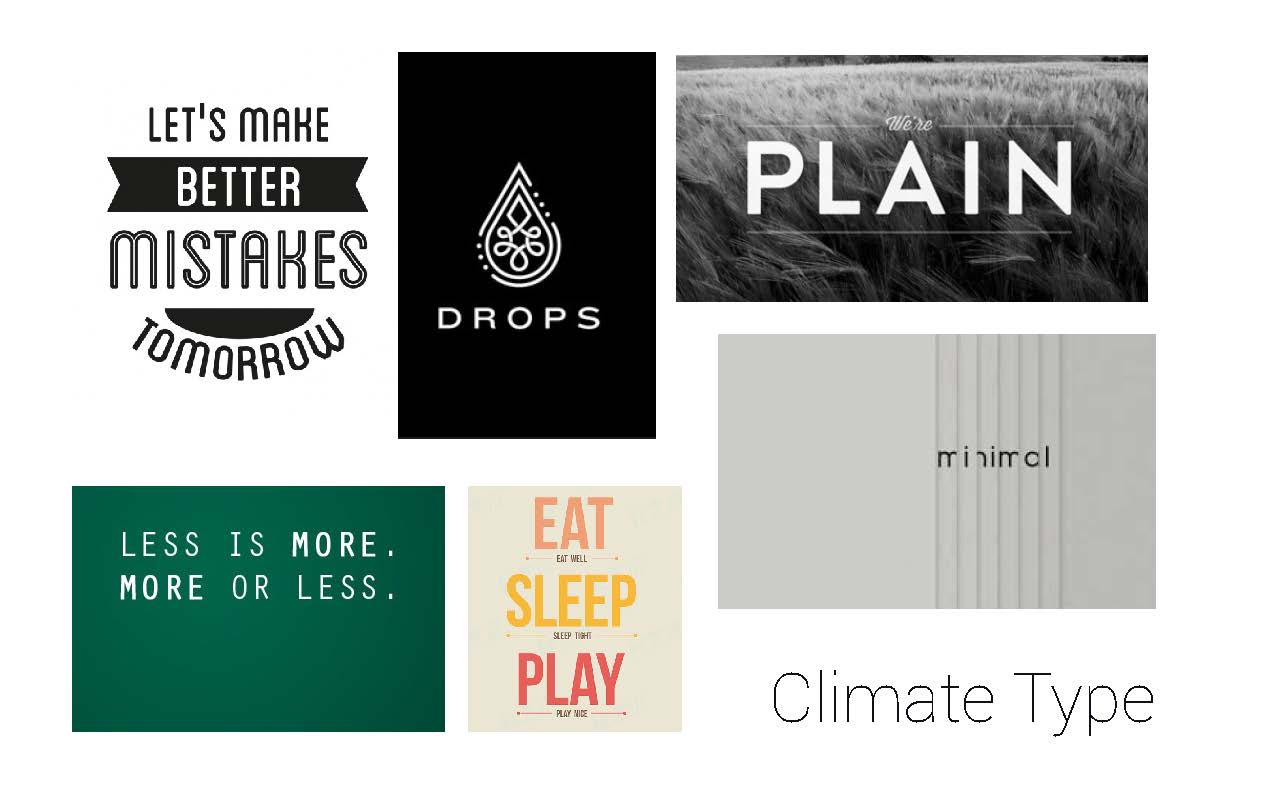 LET'S MAKE
BETTER
MISTAKES
TOMORROW
DROPS
We're
PLAIN
minimal
LESS IS MORE.
MORE OR LESS.
EAT
EAT WELL
SLEEP
SLEEP TIGHT
PLAY
PLAY NICE
Climate Type